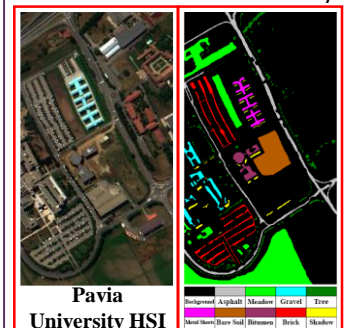 Pavia
University HSI
Background Asphalt Meadow Gravel Tree
Metal Sheets Bare Soil Bitumen Brick Shadow